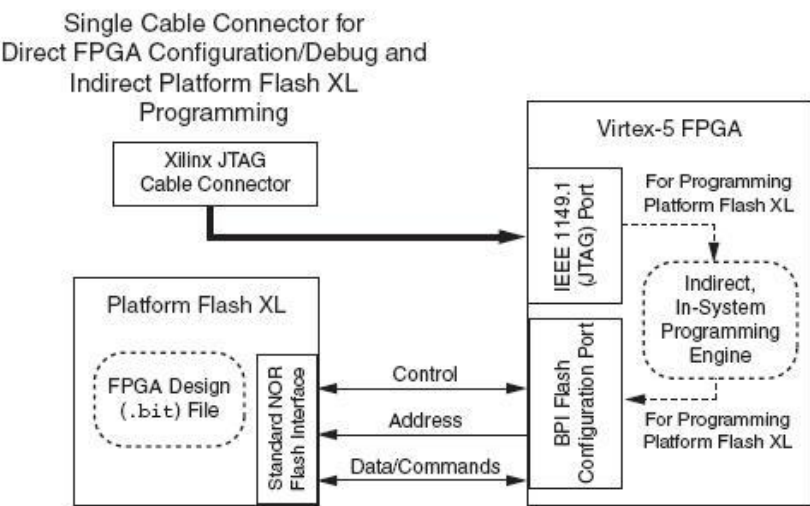 Single Cable Connector for
Direct FPGA Configuration/Debug and
Indirect Platform Flash XL
Programming
Xilinx JTAG
Cable Connector
Virtex-5 FPGA
IEEE 1149.1
(JTAG) Port
For Programming
Platform Flash XL
Indirect,
In-System
Programming
Engine
For Programming
Platform Flash XL
BPI Flash
Configuration Port
Platform Flash XL
FPGA Design
(.bit) File
Standard NOR
Flash Interface
Control
Address
Data/Commands